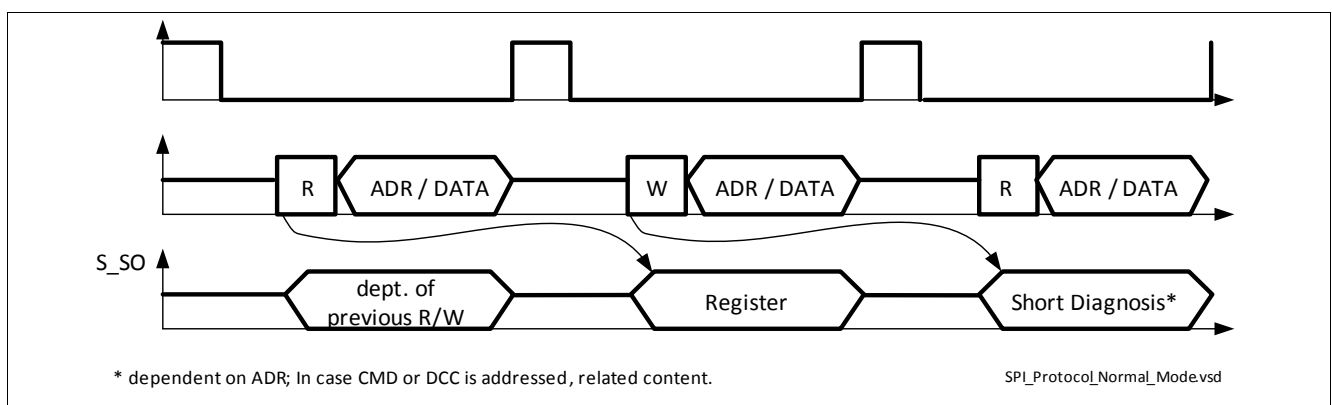 R ADR / DATA W ADR / DATA R ADR / DATA
S_SO
dept. of
previous R/W
Register
Short Diagnosis*
* dependent on ADR; In case CMD or DCC is addressed, related content.
SPI_Protocol_Normal_Mode.vsd